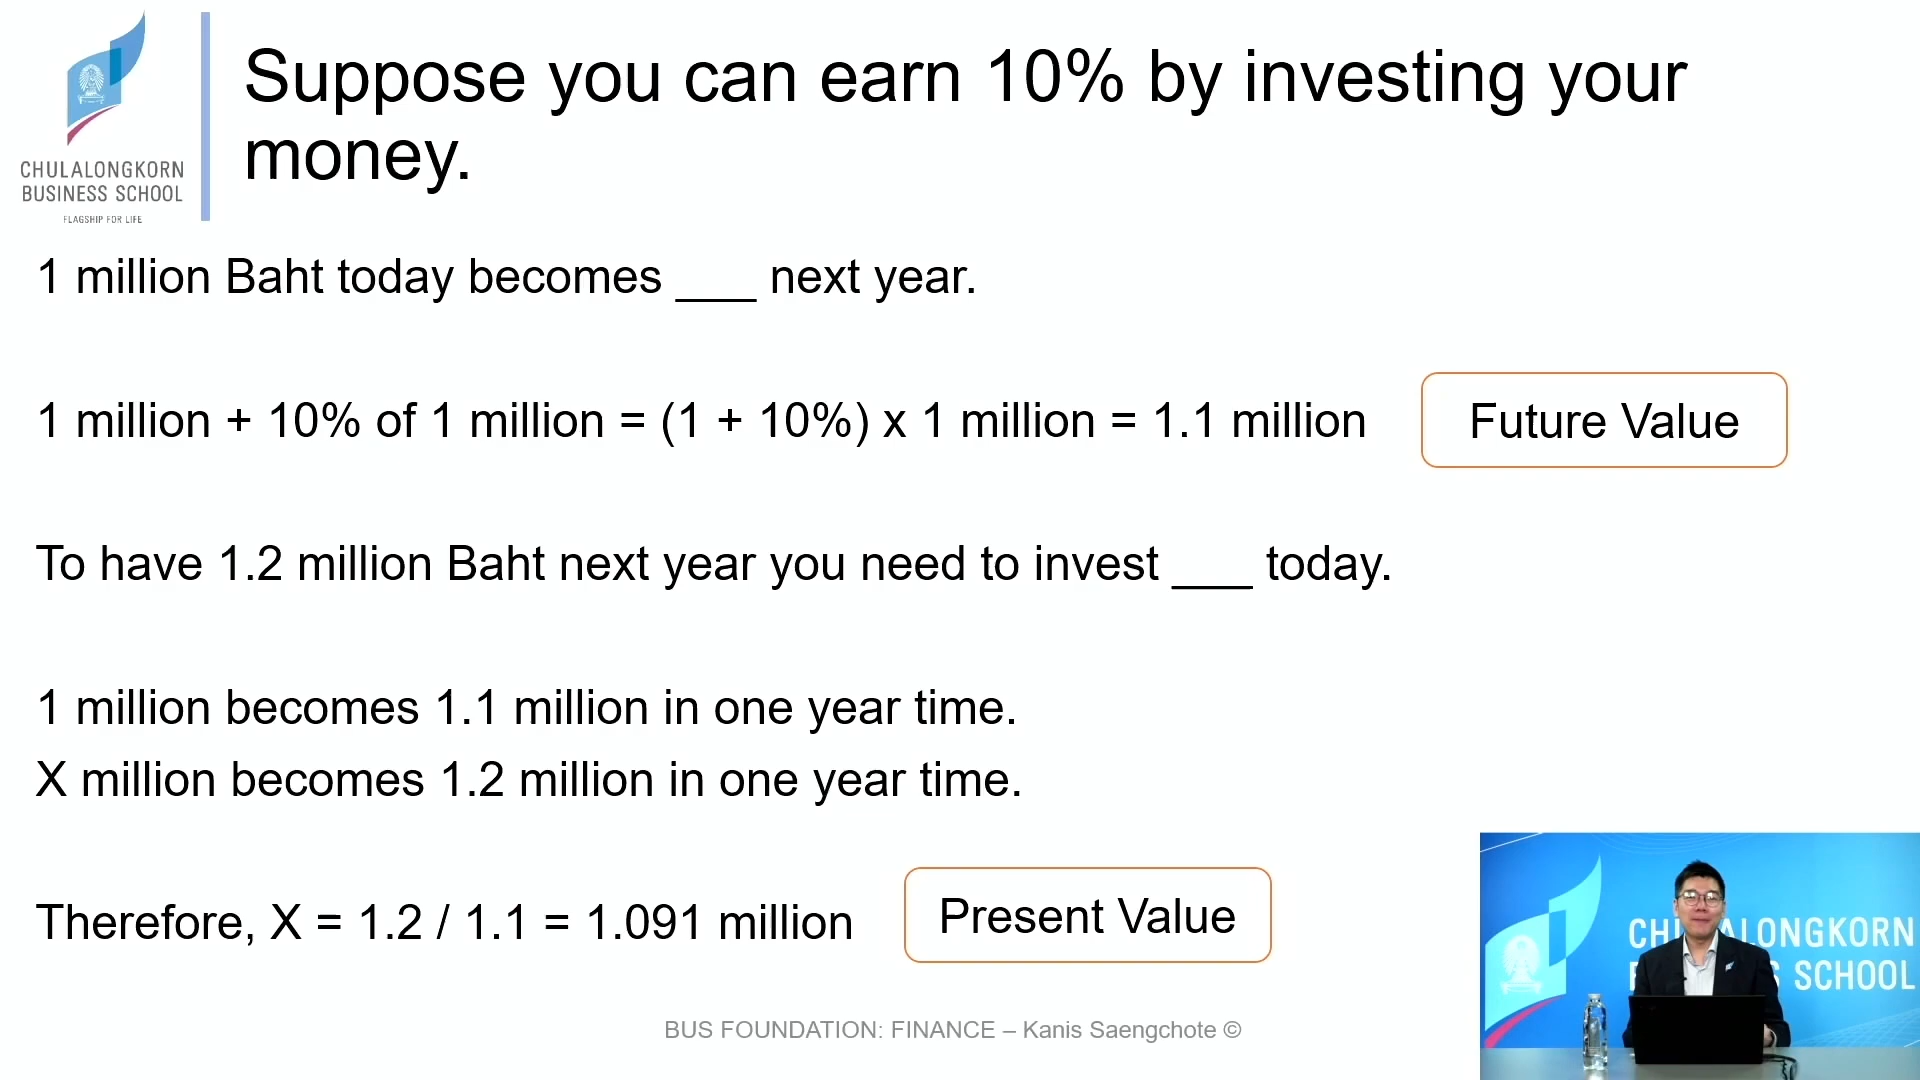 CHULALONGKORN
BUSINESS SCHOOL
FLAGSHIP FOR LIFE
Suppose you can earn 10% by investing your
money.
1 million Baht today becomes ___ next year.
1 million + 10% of 1 million = (1 + 10%) x 1 million = 1.1 million
Future Value
To have 1.2 million Baht next year you need to invest ___ today.
1 million becomes 1.1 million in one year time.
X million becomes 1.2 million in one year time.
Therefore, X = 1.2 / 1.1 = 1.091 million
Present Value
BUS FOUNDATION: FINANCE – Kanis Saengchote ©
CH ALONGKORN
SCHOOL